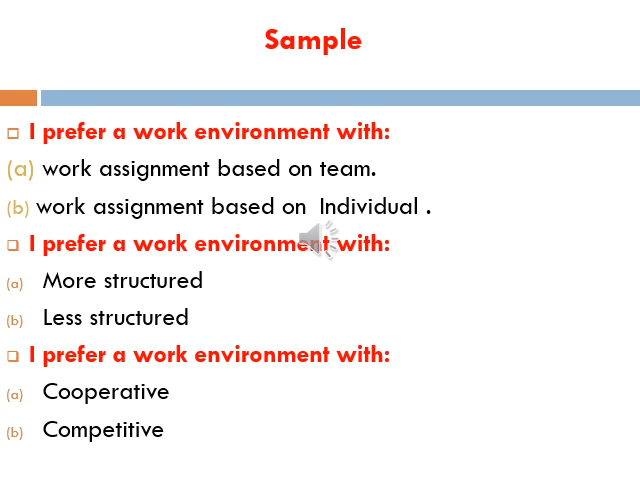 Sample
I prefer a work environment with:
(a) work assignment based on team.
(b) work assignment based on Individual .
I prefer a work environment with:
(a) More structured
(b) Less structured
I prefer a work environment with:
(a) Cooperative
(b) Competitive